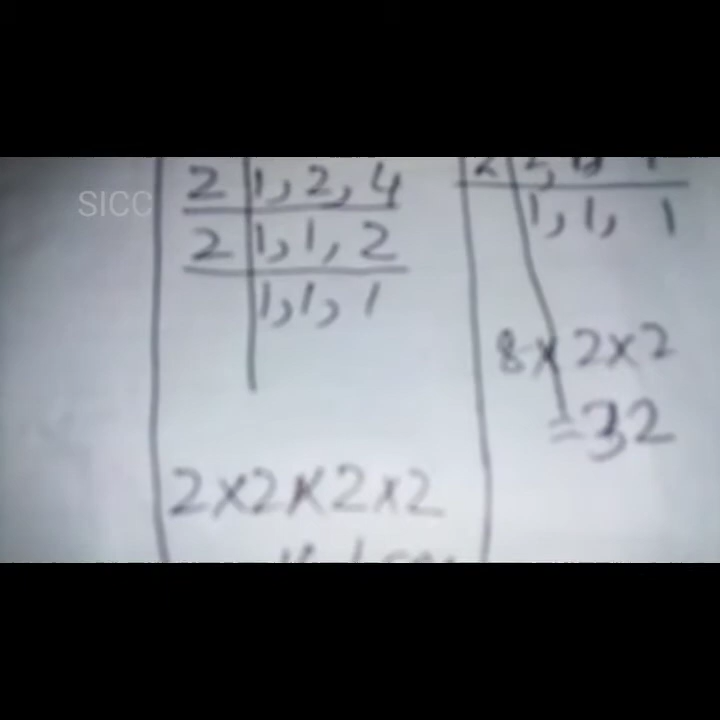 SICC
2 | 1, 2, 4
2 | 1, 1, 2
1, 1, 1
2×2×2×2
1, 1, 1
8×2×2
=32